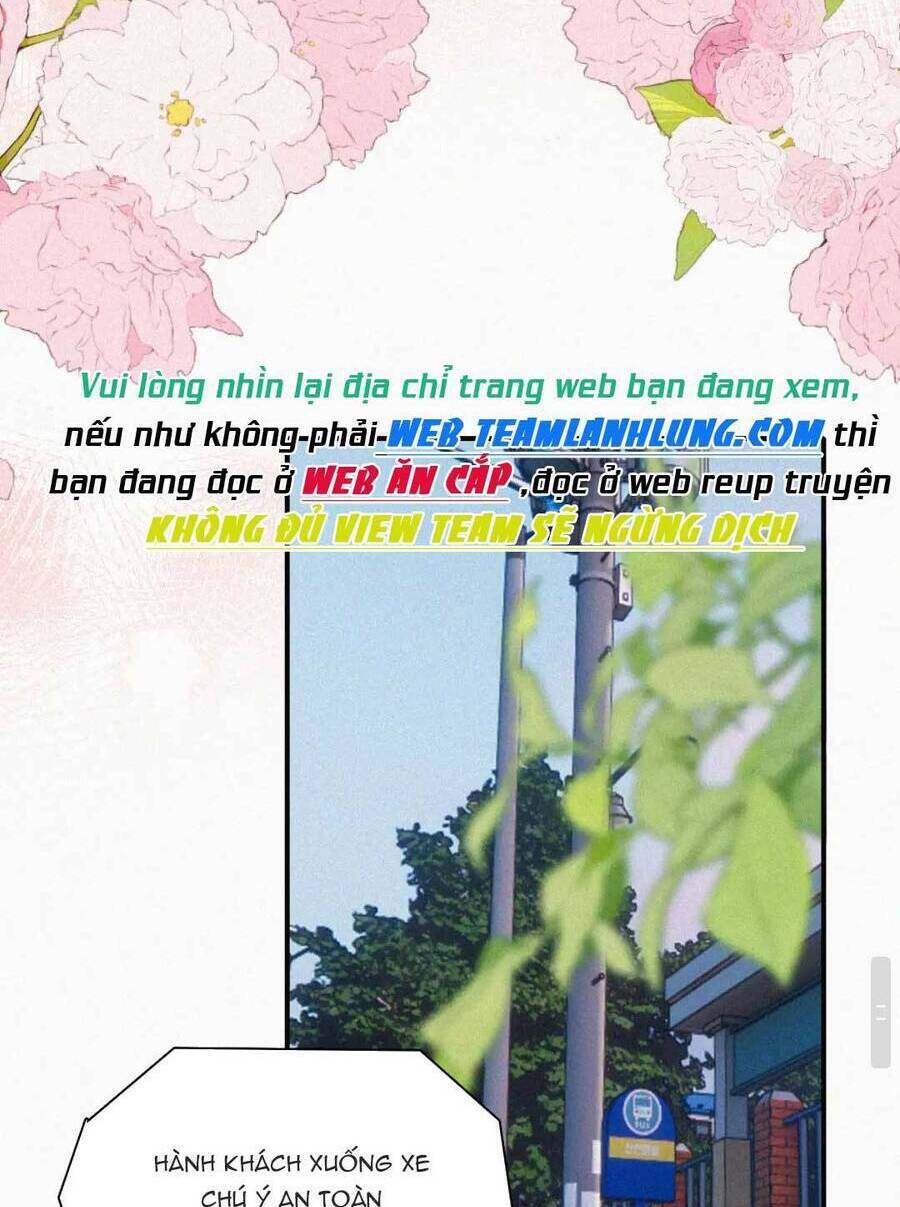 Vui lòng nhìn lại địa chỉ trang web bạn đang xem,
nếu như không phải WEB TEAMLANHLUNG.COM thì
bạn đang đọc ở WEB ĂN CẮP ,đọc ở web reup truyện
KHÔNG ĐỦ VIEW TEAM SẼ NGỪNG DỊCH
BUS
HÀNH KHÁCH XUỐNG XE
CHÚ Ý AN TOÀN